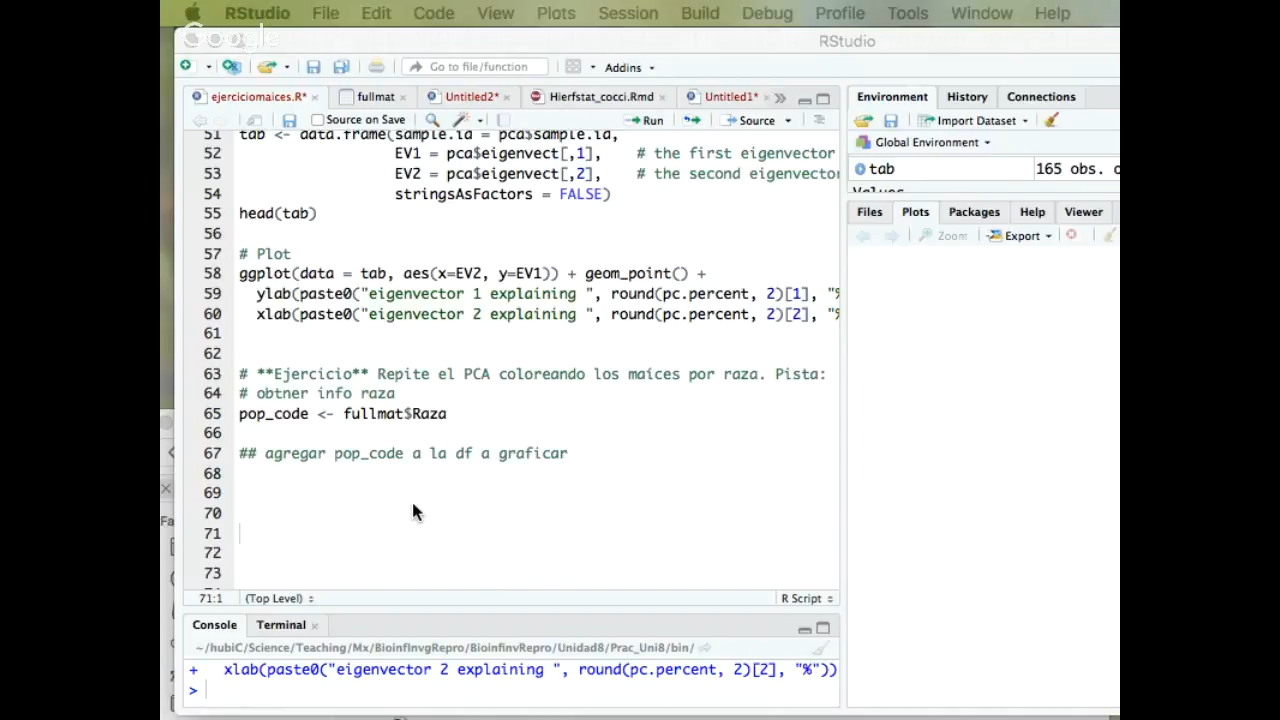 RStudio File Edit Code View Plots Session Build Debug Profile Tools Window Help
Google
RStudio
Go to file/function Addins
ejerciciomaices.R* fullmat Untitled2* Hierfstat_cocci.Rmd Untitled1*
Source on Save Run Source
51 tab <- data.frame(sample.id = pca$sample.id,
52 EV1 = pca$eigenvect[,1], # the first eigenvector
53 EV2 = pca$eigenvect[,2], # the second eigenvector
54 stringsAsFactors = FALSE)
55 head(tab)
56
57 # Plot
58 ggplot(data = tab, aes(x=EV2, y=EV1)) + geom_point() +
59 ylab(paste0("eigenvector 1 explaining ", round(pc.percent, 2)[1], "%
60 xlab(paste0("eigenvector 2 explaining ", round(pc.percent, 2)[2], "%
61
62
63 # **Ejercicio** Repite el PCA coloreando los maíces por raza. Pista:
64 # obtner info raza
65 pop_code <- fullmat$Raza
66
67 ## agregar pop_code a la df a graficar
68
69
70
71
72
73
71:1 (Top Level) R Script
Console Terminal
~/hubiC/Science/Teaching/Mx/BioinfInvgRepro/BioinfinvRepro/Unidad8/Prac_Uni8/bin/
+ xlab(paste0("eigenvector 2 explaining ", round(pc.percent, 2)[2], "%"))
>
Environment History Connections
Import Dataset
Global Environment
tab 165 obs. o
Values
Files Plots Packages Help Viewer
Zoom Export